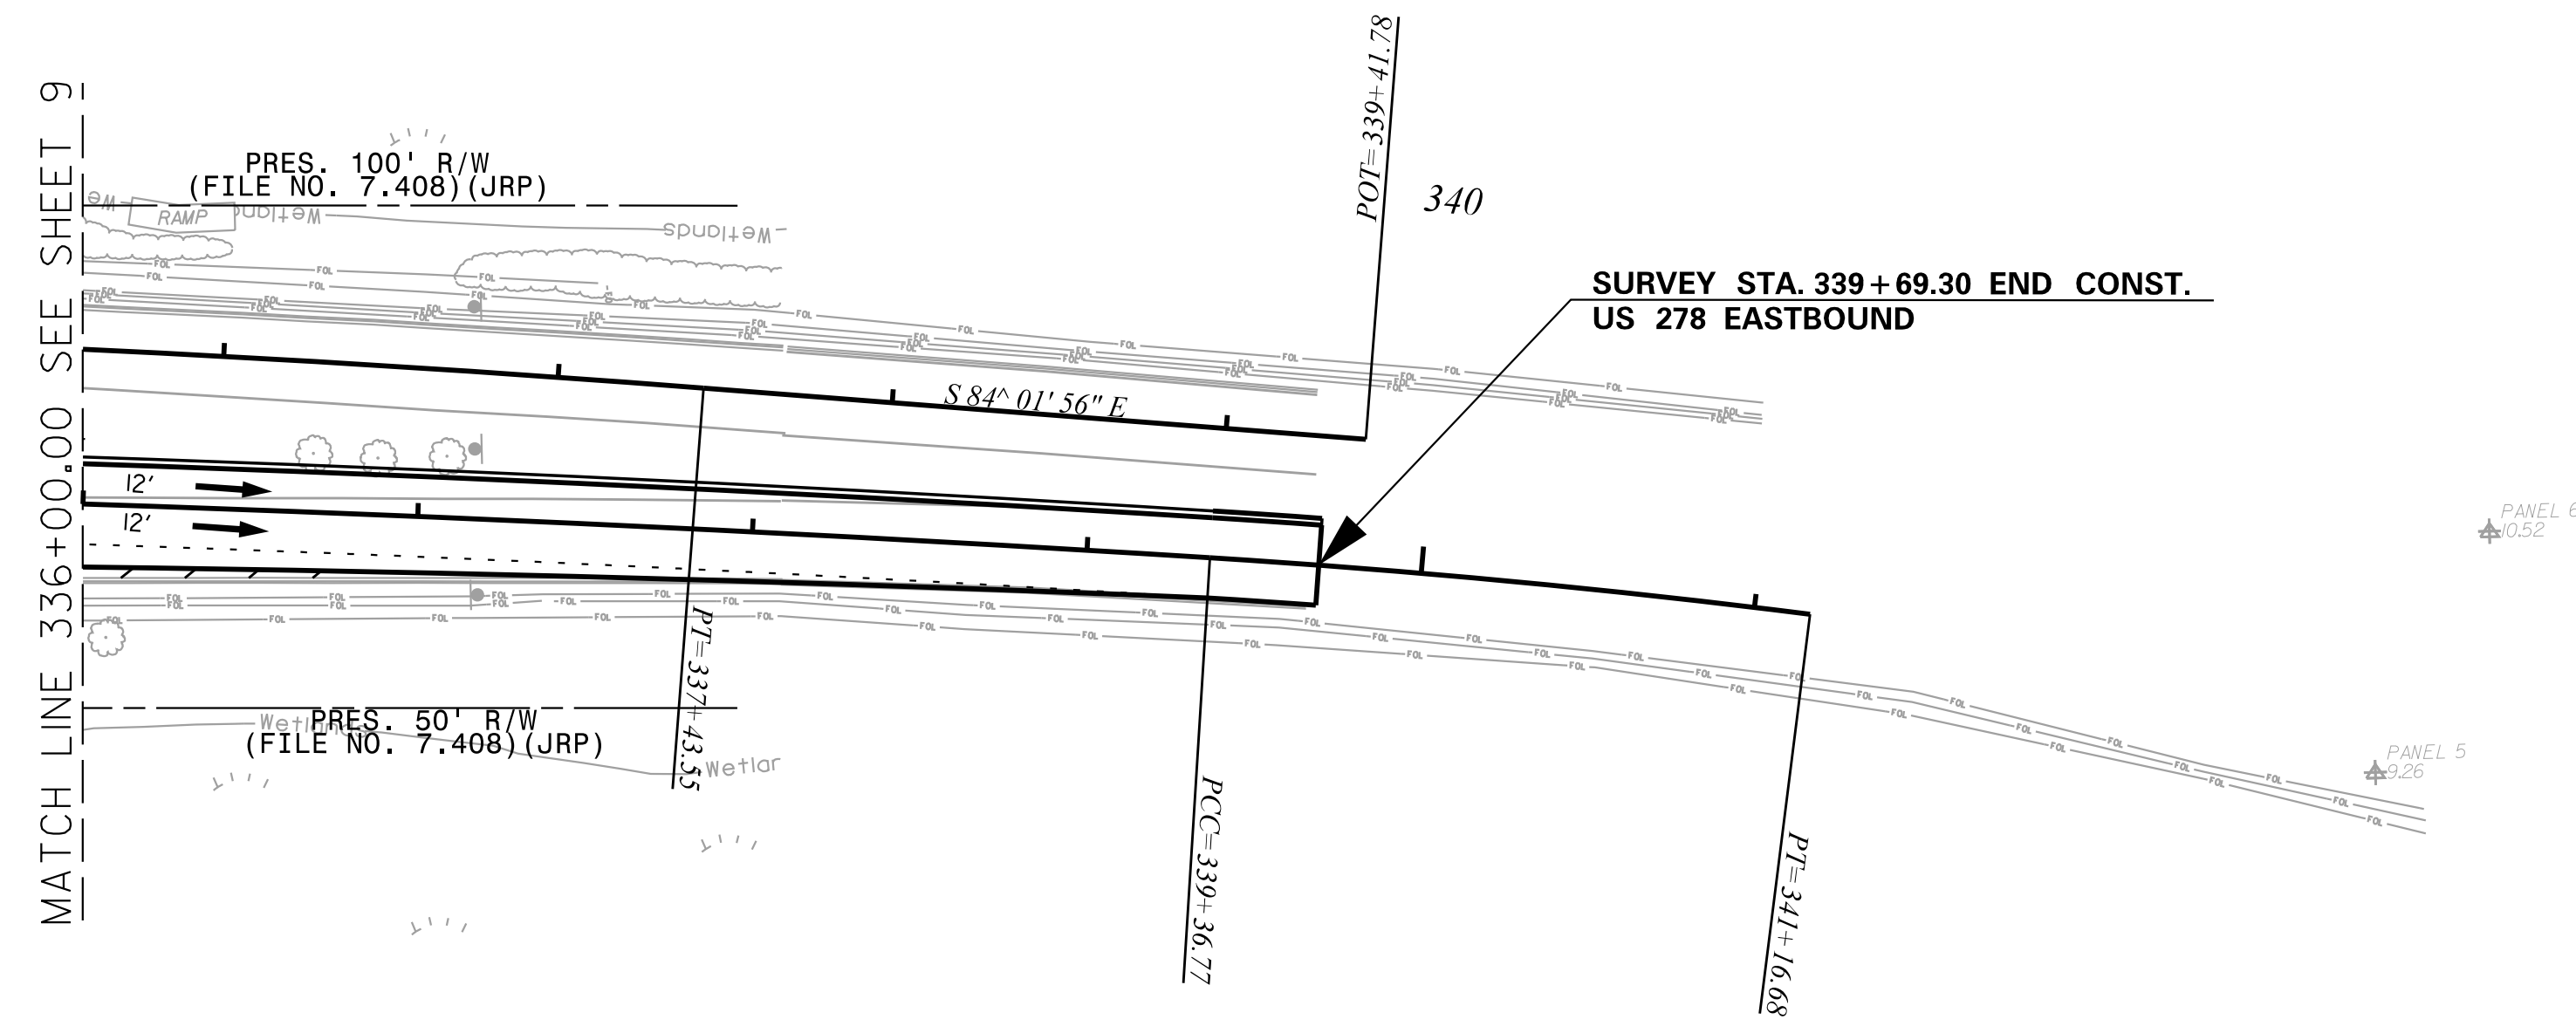 MATCH LINE 336+00.00 SEE SHEET 9
PRES. 100' R/W
(FILE NO. 7.408)(JRP)
We
RAMP
Wetlands
Wetlands
POT=339+41.78
340
SURVEY STA. 339+69.30 END CONST.
US 278 EASTBOUND
S 84^ 01' 56" E
12'
12'
FOL
PANEL 6
10.52
PT=337+43.55
PRES. 50' R/W
(FILE NO. 7.408)(JRP)
Wetlands
Wetlar
PCC=339+36.77
PT=341+16.68
PANEL 5
9.26